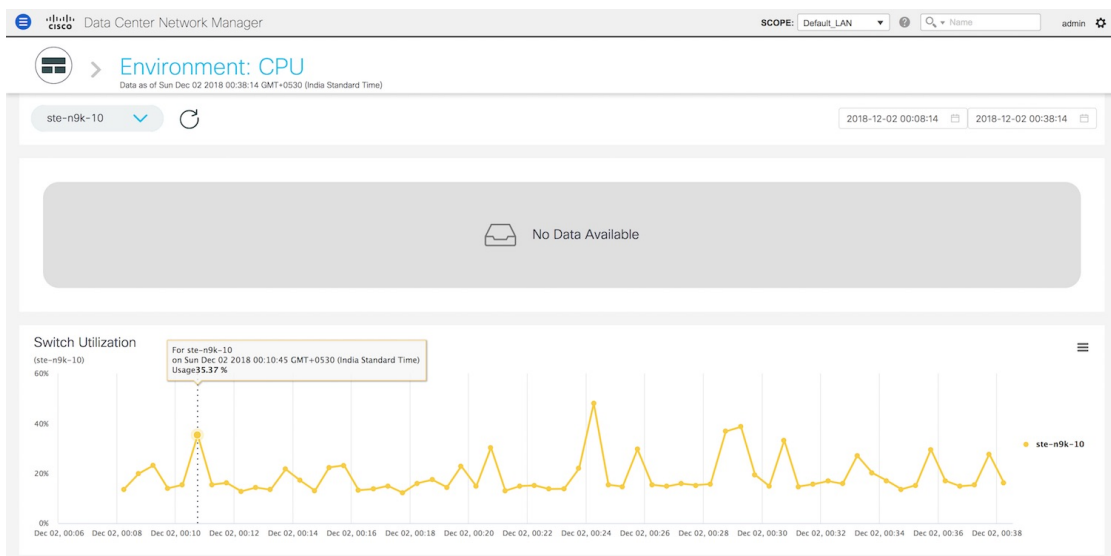 cisco Data Center Network Manager
SCOPE: Default_LAN
Name
admin
Environment: CPU
Data as of Sun Dec 02 2018 00:38:14 GMT+0530 (India Standard Time)
ste-n9k-10
2018-12-02 00:08:14
2018-12-02 00:38:14
No Data Available
Switch Utilization
(ste-n9k-10)
For ste-n9k-10
on Sun Dec 02 2018 00:10:45 GMT+0530 (India Standard Time)
Usage35.37 %
60%
40%
20%
0%
ste-n9k-10
Dec 02, 00:06 Dec 02, 00:08 Dec 02, 00:10 Dec 02, 00:12 Dec 02, 00:14 Dec 02, 00:16 Dec 02, 00:18 Dec 02, 00:20 Dec 02, 00:22 Dec 02, 00:24 Dec 02, 00:26 Dec 02, 00:28 Dec 02, 00:30 Dec 02, 00:32 Dec 02, 00:34 Dec 02, 00:36 Dec 02, 00:38